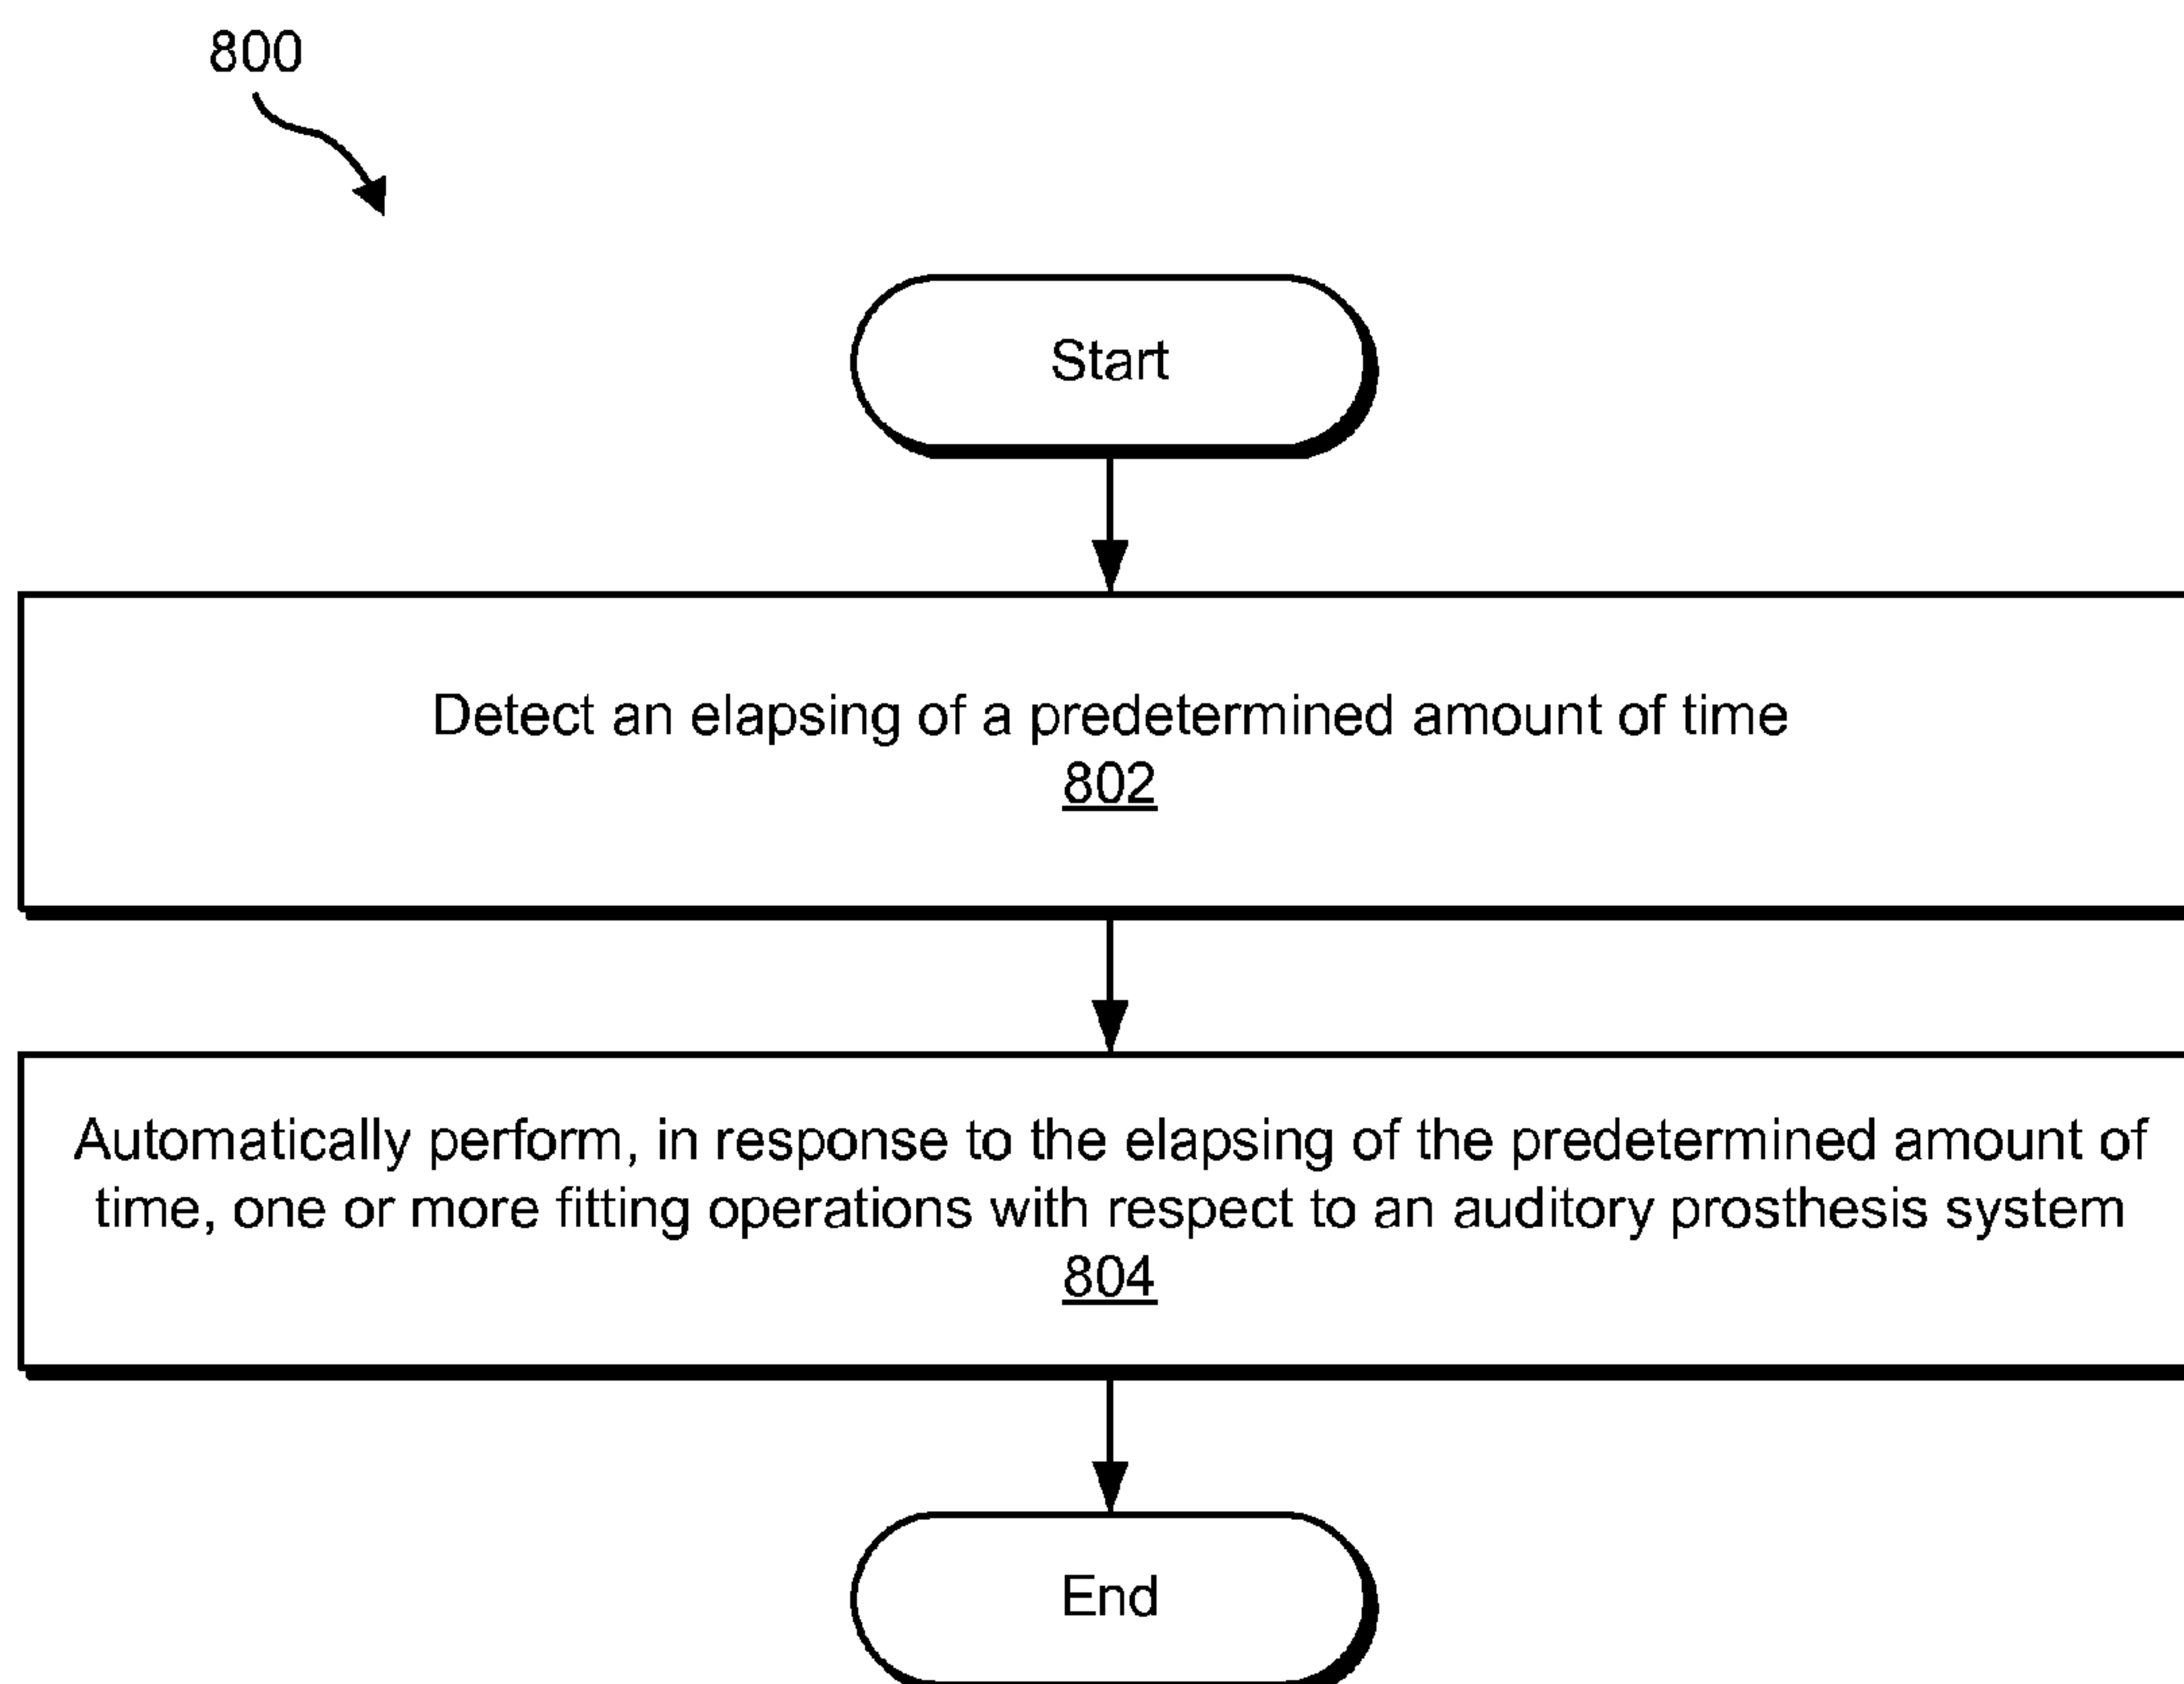 800
Start
Detect an elapsing of a predetermined amount of time
802
Automatically perform, in response to the elapsing of the predetermined amount of
time, one or more fitting operations with respect to an auditory prosthesis system
804
End